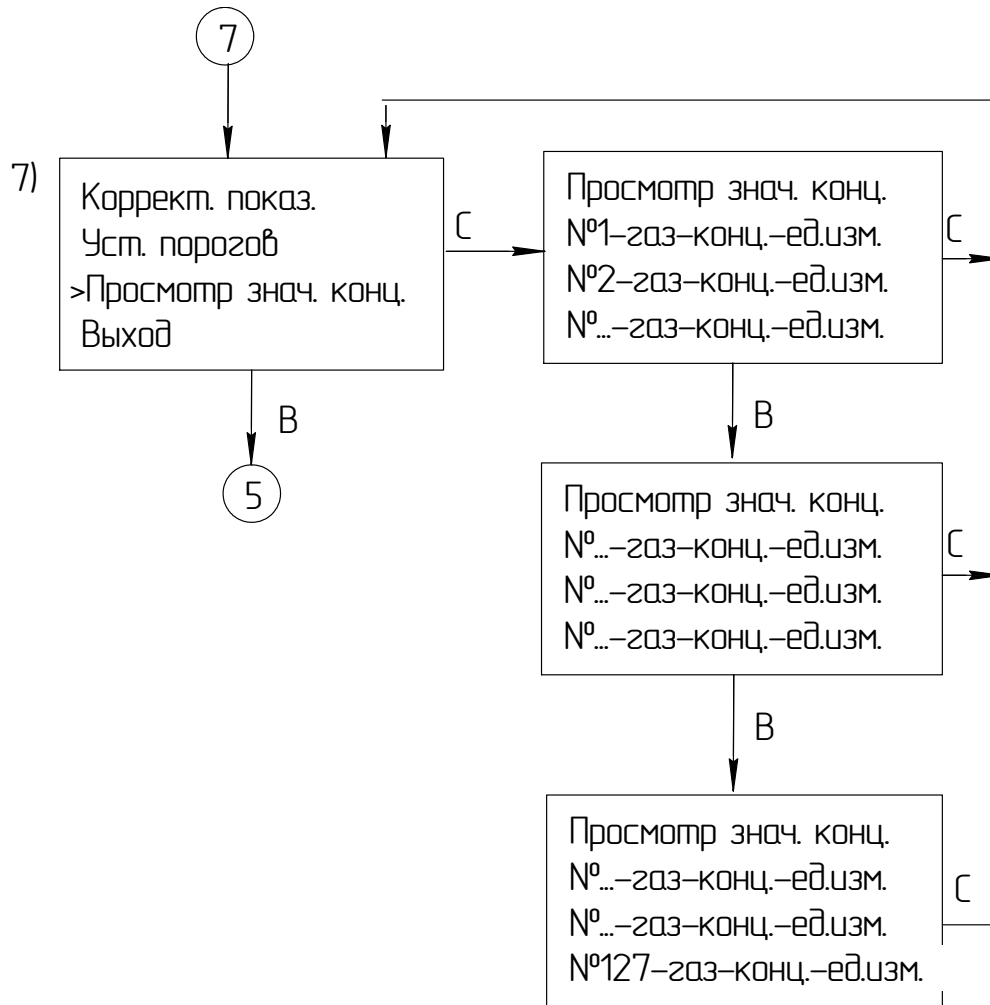 7
7)
Коррект. показ.
Уст. порогов
>Просмотр знач. конц.
Выход
С
Просмотр знач. конц.
№1-газ-конц.-ед.изм.
№2-газ-конц.-ед.изм.
№...-газ-конц.-ед.изм.
С
В
5
В
Просмотр знач. конц.
№...-газ-конц.-ед.изм.
№...-газ-конц.-ед.изм.
№...-газ-конц.-ед.изм.
С
В
Просмотр знач. конц.
№...-газ-конц.-ед.изм.
№...-газ-конц.-ед.изм.
№127-газ-конц.-ед.изм.
С